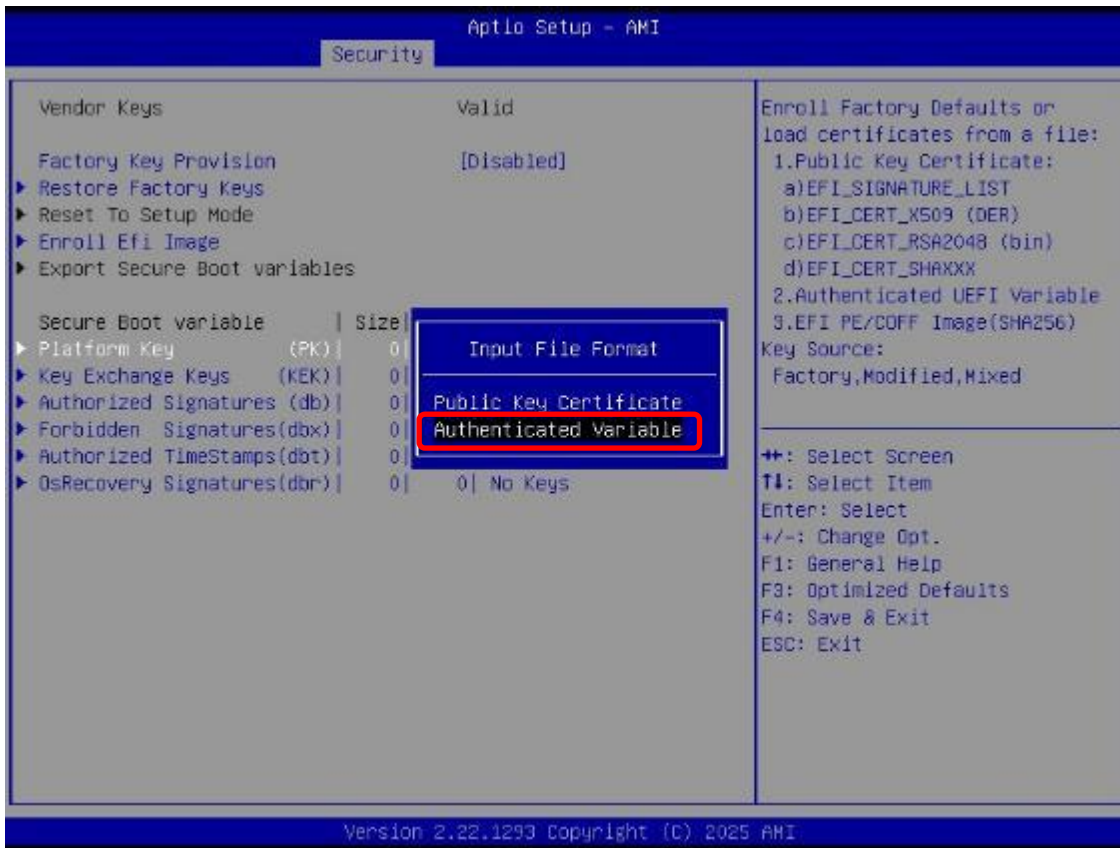 Aptio Setup - AMI
Security
Vendor Keys Valid
Factory Key Provision [Disabled]
Restore Factory Keys
Reset To Setup Mode
Enroll Efi Image
Export Secure Boot variables
Secure Boot variable | Size|
Platform Key (PK)| 0|
Key Exchange Keys (KEK)| 0|
Authorized Signatures (db)| 0|
Forbidden Signatures(dbx)| 0|
Authorized TimeStamps(dbt)| 0|
OsRecovery Signatures(dbr)| 0| 0| No Keys
Input File Format
Public Key Certificate
Authenticated Variable
Enroll Factory Defaults or
load certificates from a file:
1.Public Key Certificate:
a)EFI_SIGNATURE_LIST
b)EFI_CERT_X509 (DER)
c)EFI_CERT_RSA2048 (bin)
d)EFI_CERT_SHAXXX
2.Authenticated UEFI Variable
3.EFI PE/COFF Image(SHA256)
Key Source:
Factory,Modified,Mixed
→←: Select Screen
↑↓: Select Item
Enter: Select
+/-: Change Opt.
F1: General Help
F3: Optimized Defaults
F4: Save & Exit
ESC: Exit
Version 2.22.1293 Copyright (C) 2025 AMI